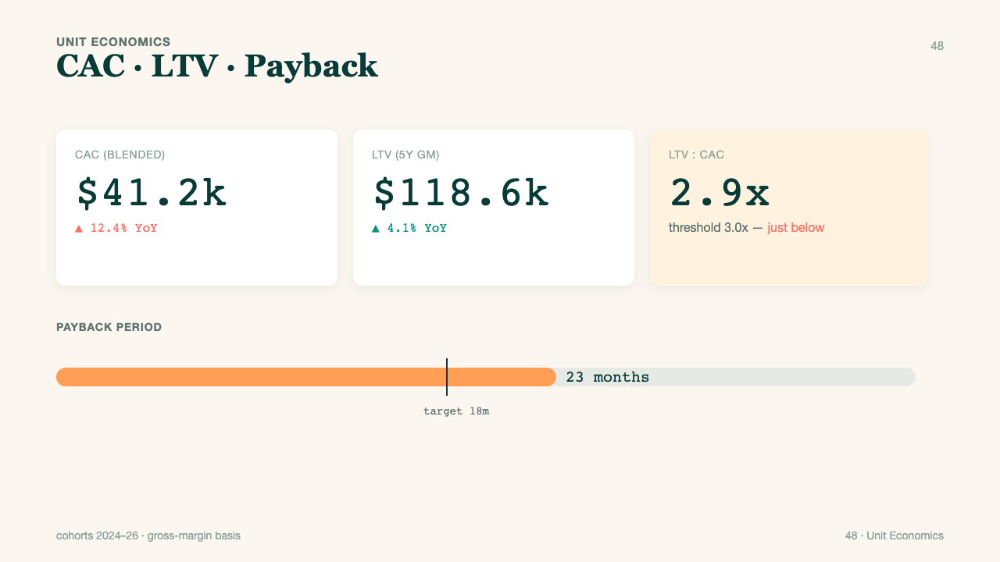 UNIT ECONOMICS
48
CAC · LTV · Payback
CAC (BLENDED)
$41.2k
▲ 12.4% YoY
LTV (5Y GM)
$118.6k
▲ 4.1% YoY
LTV : CAC
2.9x
threshold 3.0x — just below
PAYBACK PERIOD
23 months
target 18m
cohorts 2024–26 · gross-margin basis
48 · Unit Economics